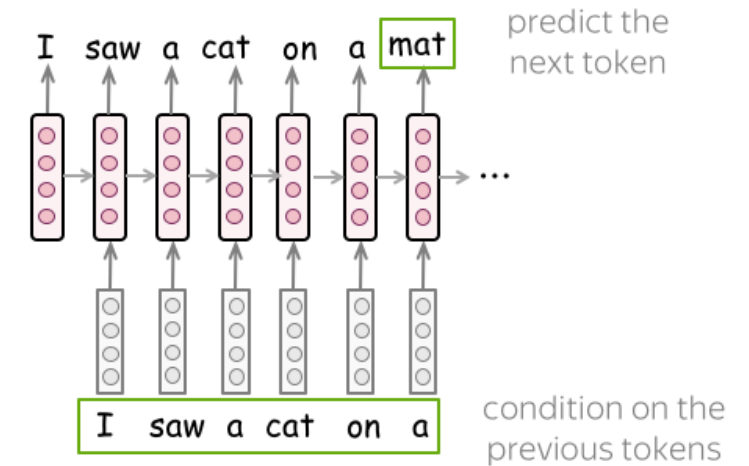 I saw a cat on a mat
predict the
next token
...
I saw a cat on a
condition on the
previous tokens